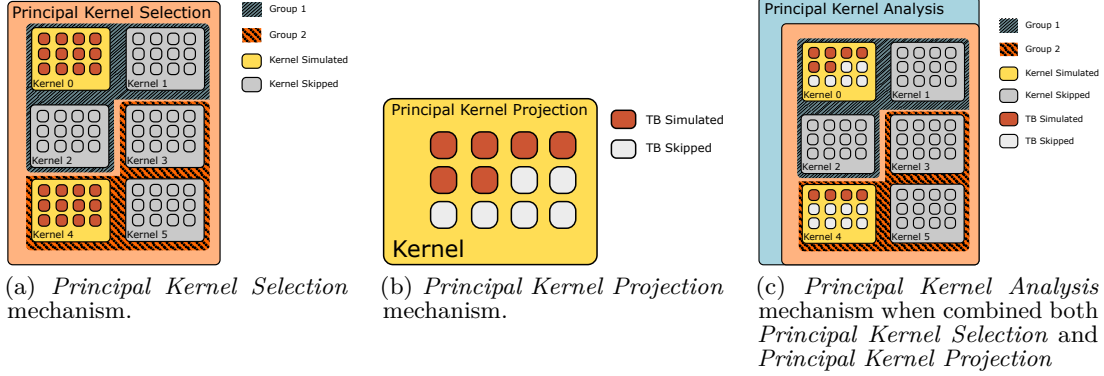 Principal Kernel Selection
Kernel 0
Kernel 1
Kernel 2
Kernel 3
Kernel 4
Kernel 5
Group 1
Group 2
Kernel Simulated
Kernel Skipped
(a) Principal Kernel Selection
mechanism.
Principal Kernel Projection
Kernel
TB Simulated
TB Skipped
(b) Principal Kernel Projection
mechanism.
Principal Kernel Analysis
Kernel 0
Kernel 1
Kernel 2
Kernel 3
Kernel 4
Kernel 5
Group 1
Group 2
Kernel Simulated
Kernel Skipped
TB Simulated
TB Skipped
(c) Principal Kernel Analysis
mechanism when combined both
Principal Kernel Selection and
Principal Kernel Projection